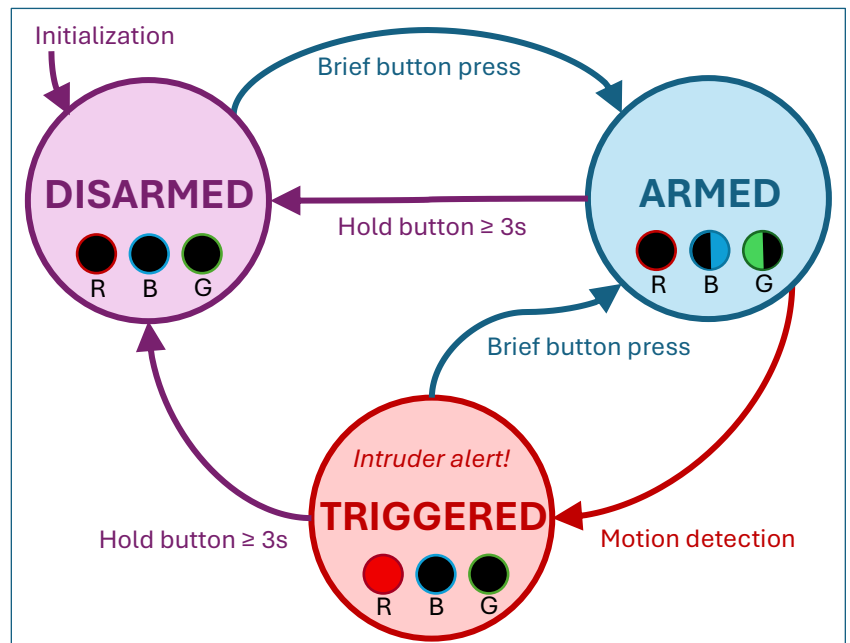 Initialization
Brief button press
DISARMED
R B G
ARMED
R B G
Hold button ≥ 3s
Brief button press
Intruder alert!
TRIGGERED
R B G
Hold button ≥ 3s
Motion detection